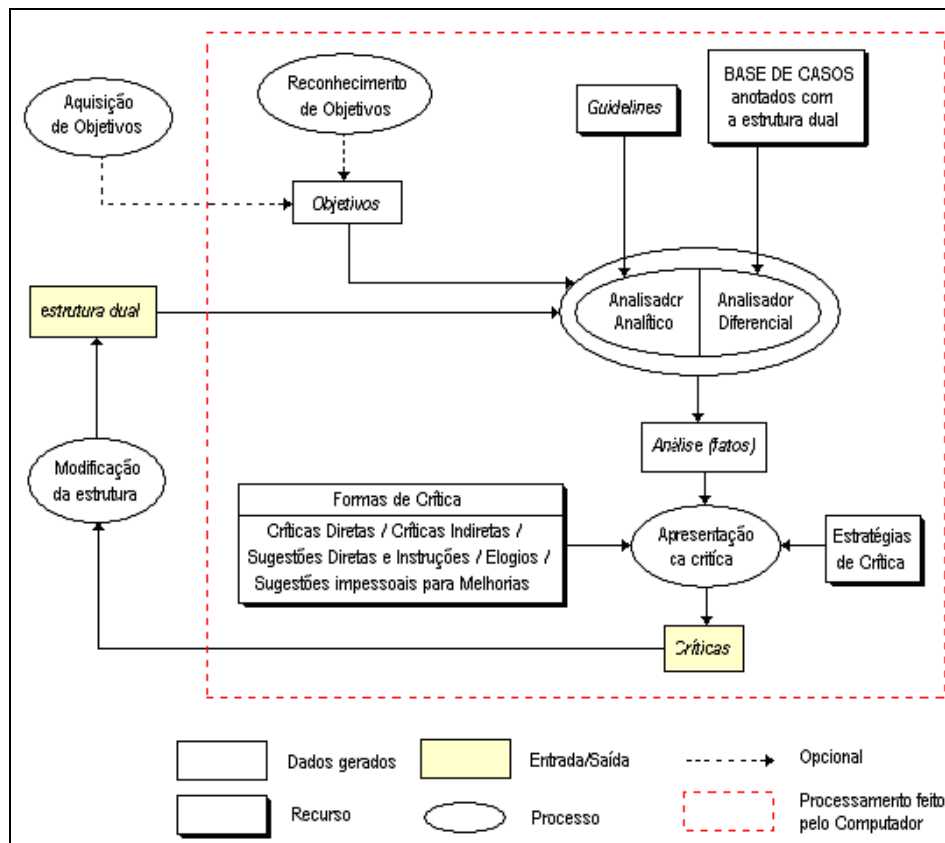 Aquisição
de Objetivos
Reconhecimento
de Objetivos
Guidelines
BASE DE CASOS
anotados com
a estrutura dual
Objetivos
estrutura dual
Analisador
Analítico
Analisador
Diferencial
Análise (fatos)
Modificação
da estrutura
Formas de Crítica
Críticas Diretas / Críticas Indiretas /
Sugestões Diretas e Instruções / Elogios /
Sugestões impessoais para Melhorias
Apresentação
ca crítica
Estratégias
de Crítica
Críticas
Dados gerados
Entrada/Saída
Opcional
Recurso
Processo
Processamento feito
pelo Computador